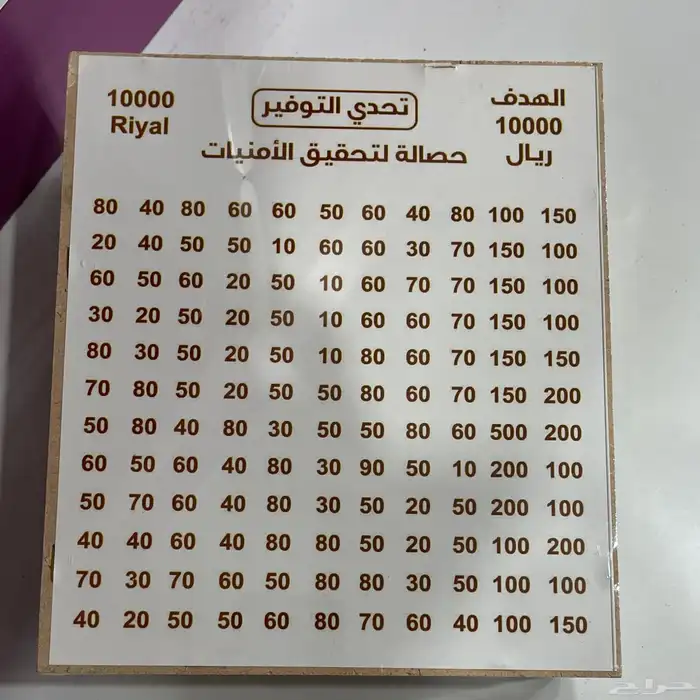 الهدف
10000
ريال
تحدي التوفير
10000
Riyal
حصالة لتحقيق الأمنيات
80 40 80 60 60 50 60 40 80 100 150
20 40 50 50 10 60 60 30 70 150 100
60 50 60 20 50 10 60 70 70 150 100
30 20 50 20 50 10 60 60 70 150 100
80 30 50 20 50 10 80 60 70 150 150
70 80 50 20 50 50 80 60 70 150 200
50 80 40 80 30 50 50 80 60 500 200
60 50 60 40 80 30 90 50 10 200 100
50 70 60 40 80 30 50 20 50 200 100
40 40 60 40 80 80 50 20 50 100 200
70 30 70 60 50 80 80 30 50 100 100
40 20 50 50 60 80 70 60 40 100 150
حراج